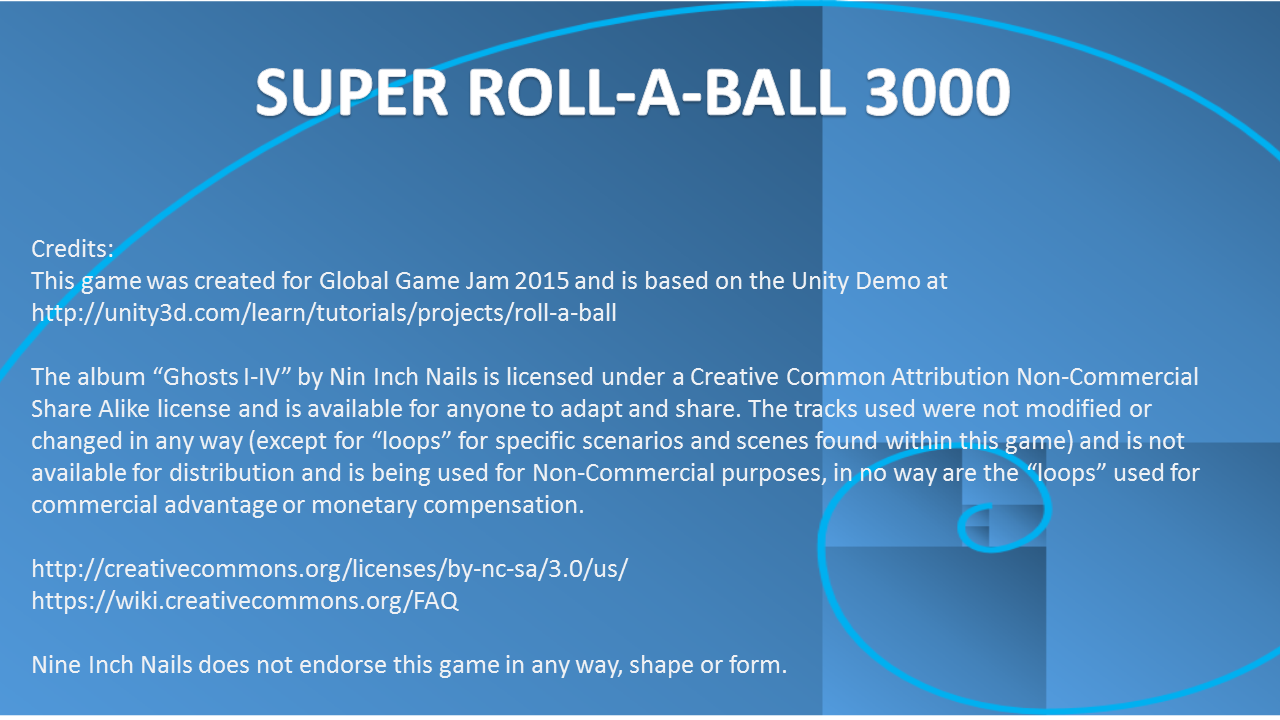 SUPER ROLL-A-BALL 3000
Credits:
This game was created for Global Game Jam 2015 and is based on the Unity Demo at
http://unity3d.com/learn/tutorials/projects/roll-a-ball
The album “Ghosts I-IV” by Nin Inch Nails is licensed under a Creative Common Attribution Non-Commercial
Share Alike license and is available for anyone to adapt and share. The tracks used were not modified or
changed in any way (except for “loops” for specific scenarios and scenes found within this game) and is not
available for distribution and is being used for Non-Commercial purposes, in no way are the “loops” used for
commercial advantage or monetary compensation.
http://creativecommons.org/licenses/by-nc-sa/3.0/us/
https://wiki.creativecommons.org/FAQ
Nine Inch Nails does not endorse this game in any way, shape or form.